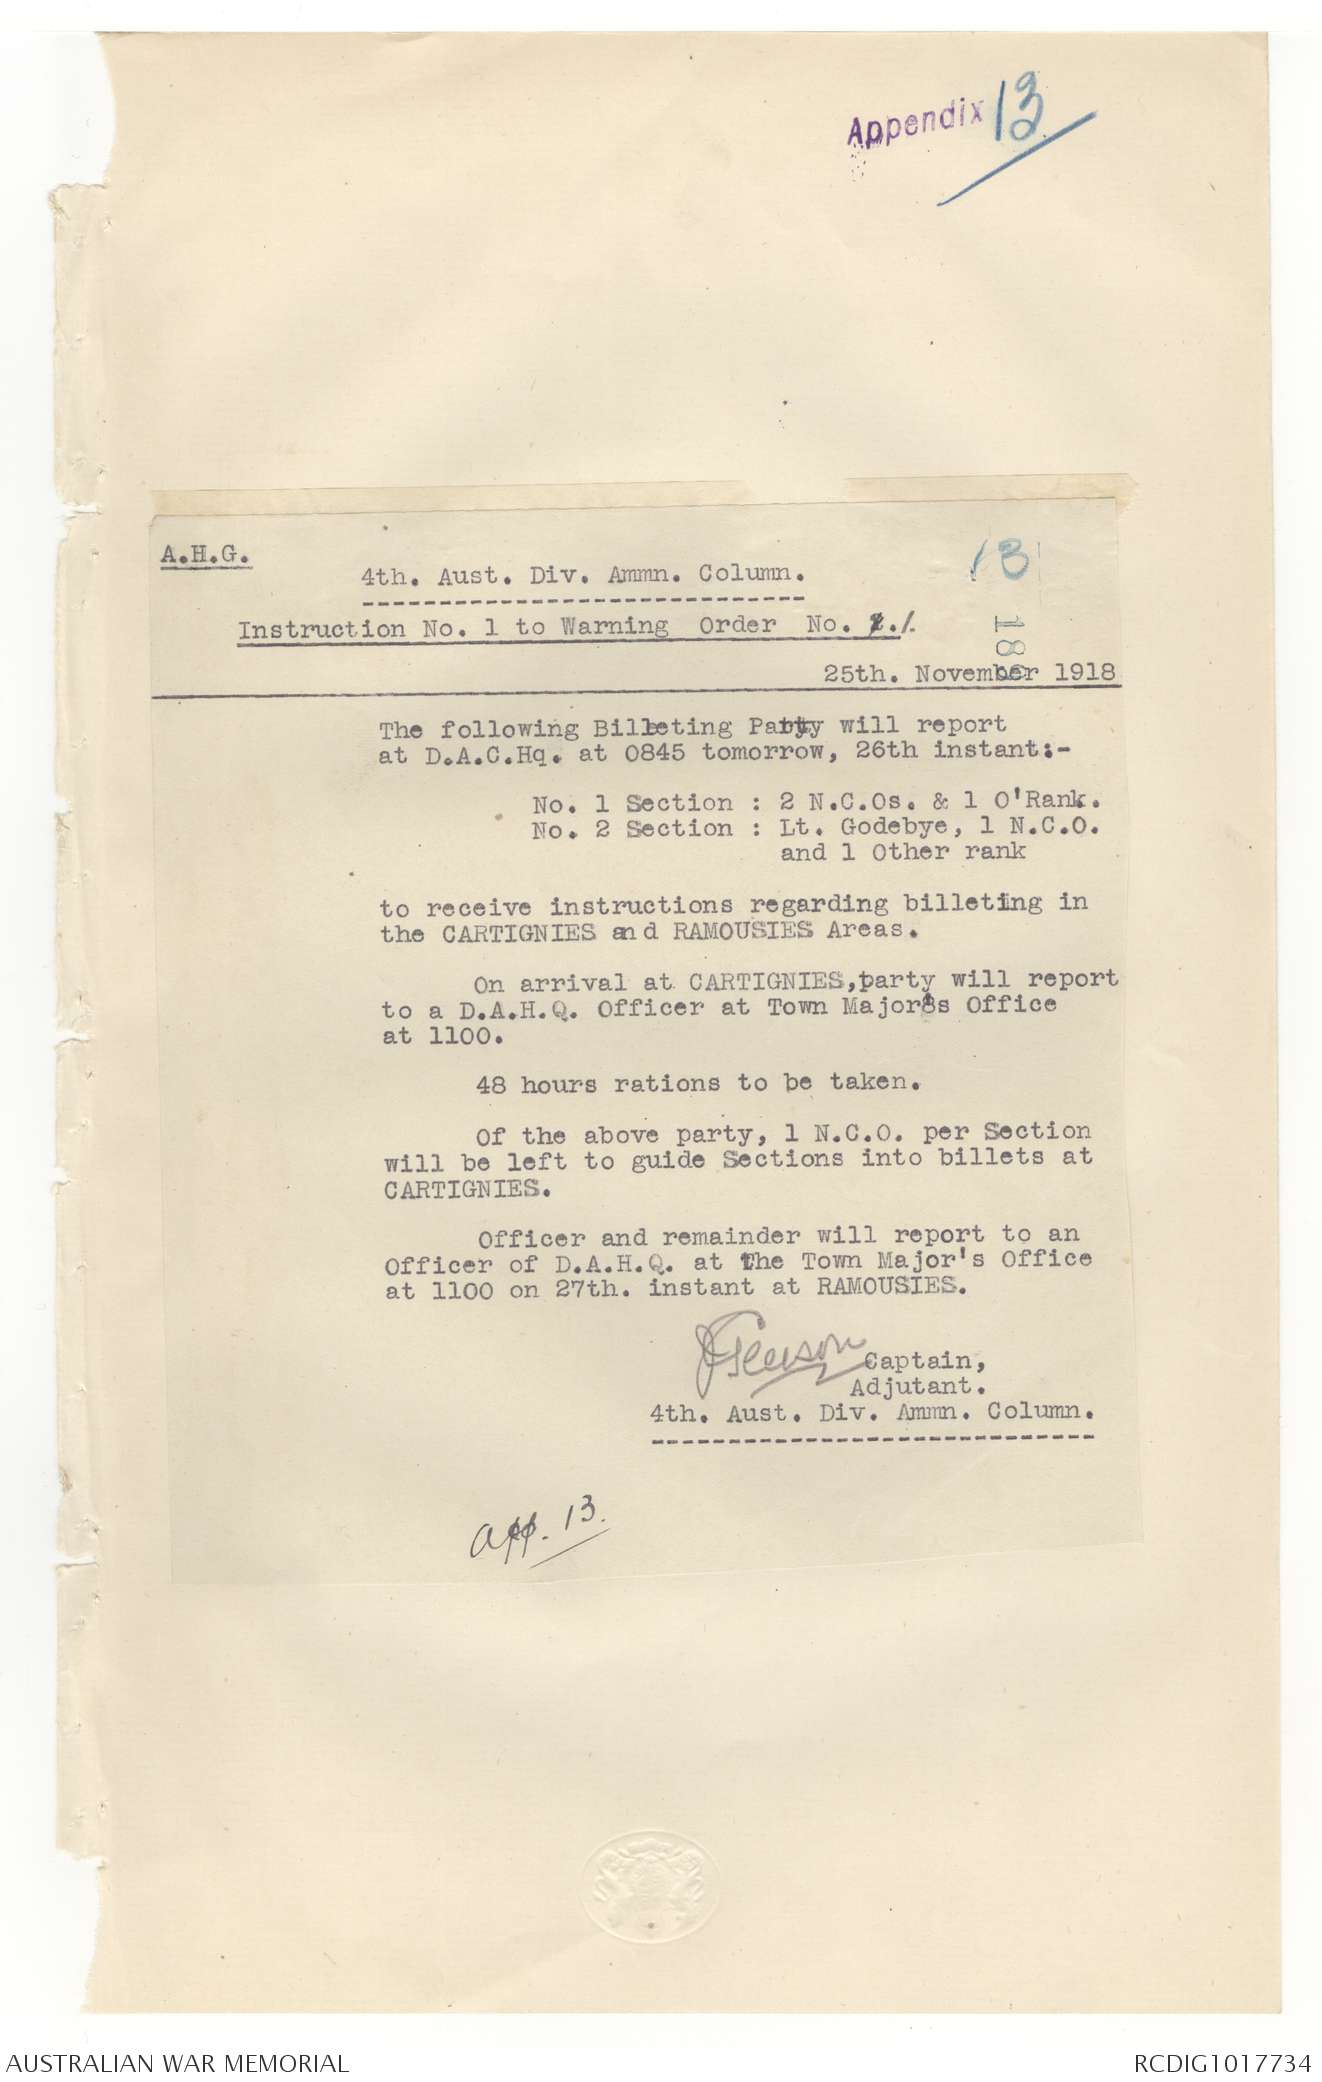 Appendix 13
A.H.G.
13
4th. Aust. Div. Ammn. Column.
Instruction No. 1 to Warning Order No. 1.
25th. November 1918
The following Billeting Party will report
at D.A.C.Hq. at 0845 tomorrow, 26th instant:-
No. 1 Section : 2 N.C.Os. & 1 O'Rank.
No. 2 Section : Lt. Godebye, 1 N.C.O.
and 1 Other rank
to receive instructions regarding billeting in
the CARTIGNIES and RAMOUSIES Areas.
On arrival at CARTIGNIES, party will report
to a D.A.H.Q. Officer at Town Major's Office
at 1100.
48 hours rations to be taken.
Of the above party, 1 N.C.O. per Section
will be left to guide Sections into billets at
CARTIGNIES.
Officer and remainder will report to an
Officer of D.A.H.Q. at the Town Major's Office
at 1100 on 27th. instant at RAMOUSIES.
Captain,
Adjutant.
4th. Aust. Div. Ammn. Column.
App. 13.
AUSTRALIAN WAR MEMORIAL
RCDIG1017734